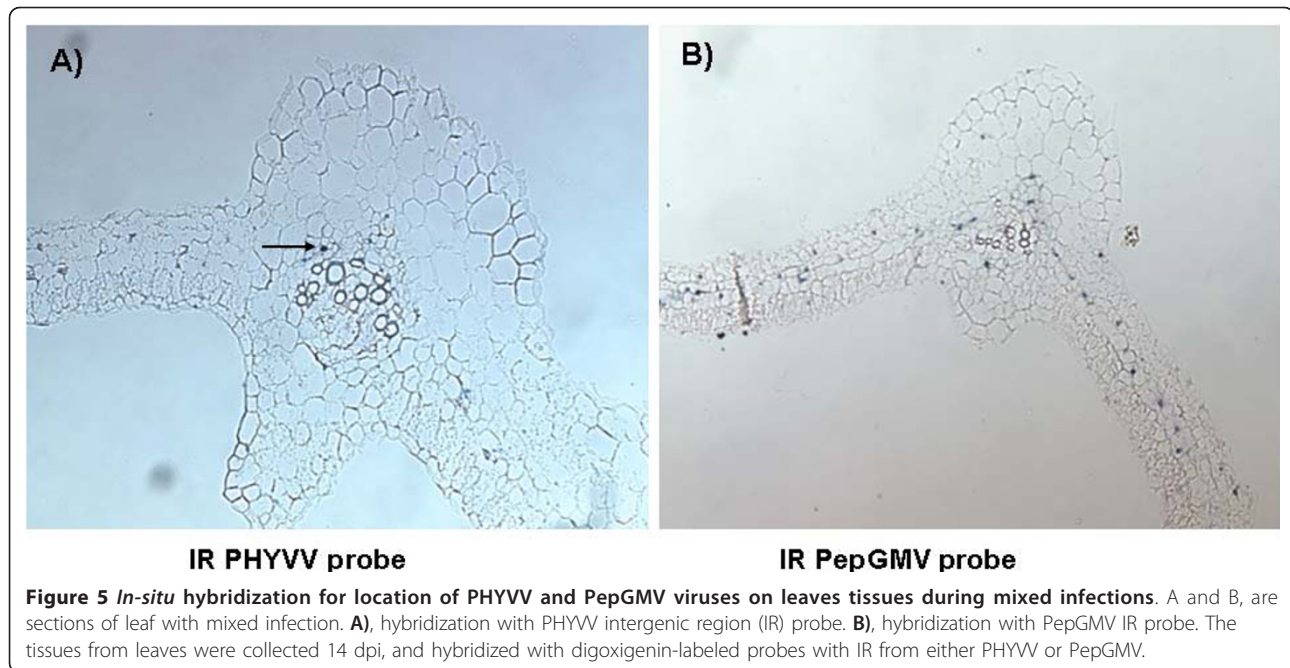 A)
B)
IR PHYVV probe
IR PepGMV probe
Figure 5 In-situ hybridization for location of PHYVV and PepGMV viruses on leaves tissues during mixed infections. A and B, are
sections of leaf with mixed infection. A), hybridization with PHYVV intergenic region (IR) probe. B), hybridization with PepGMV IR probe. The
tissues from leaves were collected 14 dpi, and hybridized with digoxigenin-labeled probes with IR from either PHYVV or PepGMV.